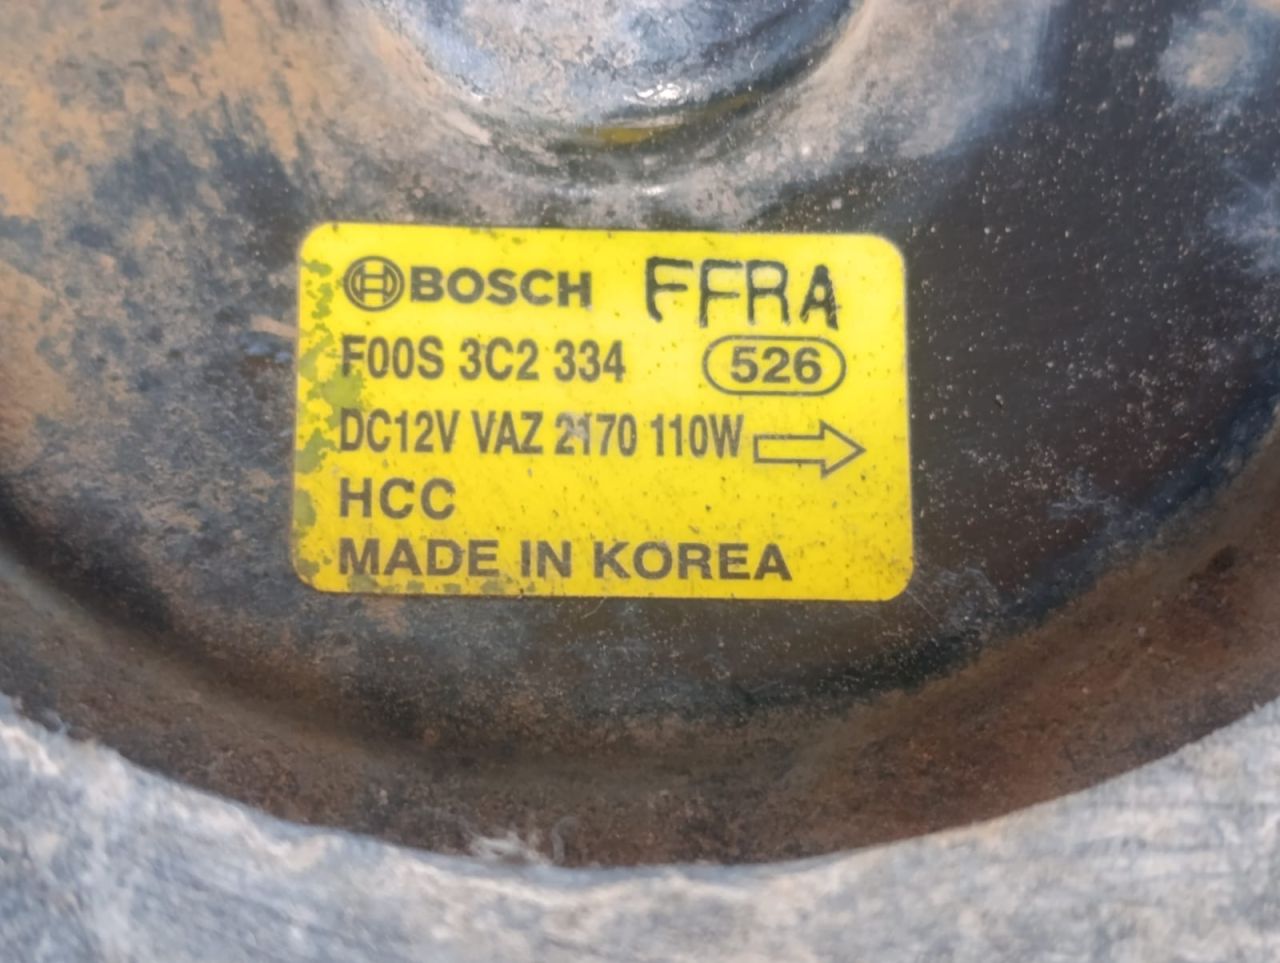 BOSCH FFRA
F00S 3C2 334 526
DC12V VAZ 2170 110W
HCC
MADE IN KOREA